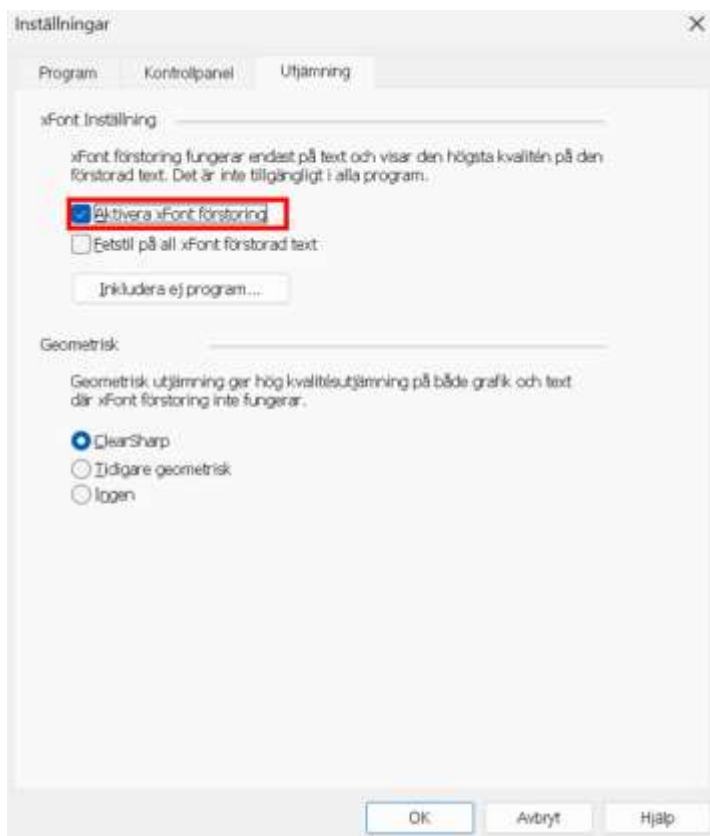 Inställningar
Program Kontrollpanel Utjämning
xFont Inställning
xFont förstoring fungerar endast på text och visar den högsta kvalitén på den
förstorad text. Det är inte tillgängligt i alla program.
Aktivera xFont förstoring
Fetstil på all xFont förstorad text
Inkludera ej program...
Geometrisk
Geometrisk utjämning ger hög kvalitésutjämning på både grafik och text
där xFont förstoring inte fungerar.
ClearSharp
Tidigare geometrisk
Ingen
OK Avbryt Hjälp